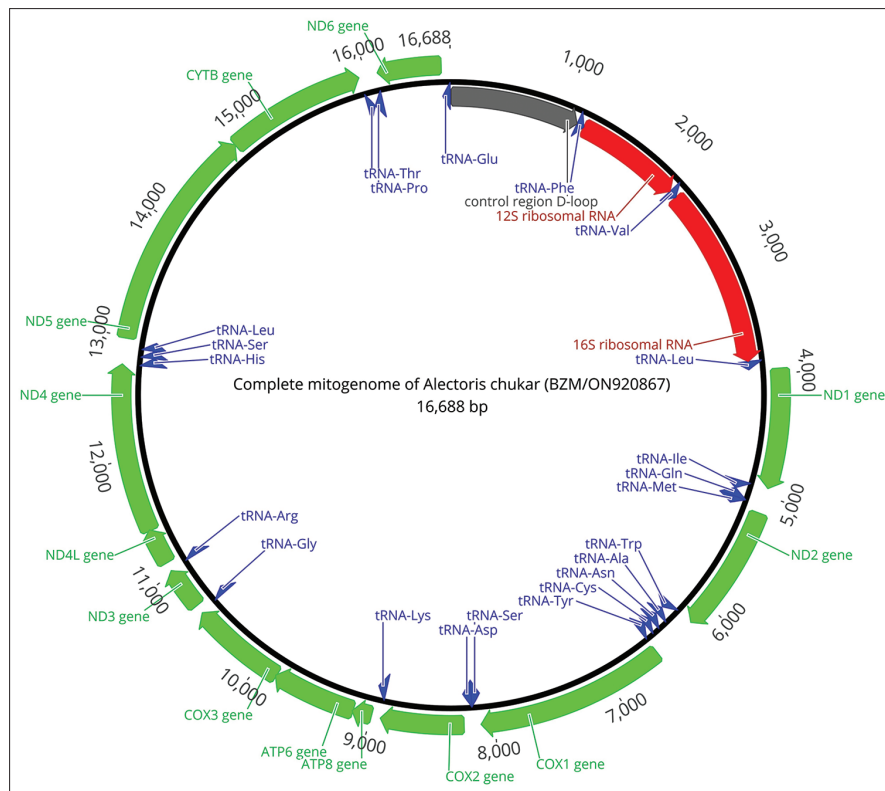 ND6 gene
16,000
16,688
CYTB gene
1,000
15,000
2,000
tRNA-Glu
tRNA-Thr
tRNA-Pro
tRNA-Phe
control region D-loop
12S ribosomal RNA
tRNA-Val
14,000
3,000
ND5 gene
13,000
tRNA-Leu
tRNA-Ser
tRNA-His
16S ribosomal RNA
tRNA-Leu
4,000
Complete mitogenome of Alectoris chukar (BZM/ON920867)
16,688 bp
ND4 gene
ND1 gene
12,000
tRNA-Ile
tRNA-Gln
tRNA-Met
5,000
tRNA-Arg
tRNA-Gly
ND4L gene
tRNA-Trp
tRNA-Ala
tRNA-Asn
tRNA-Cys
tRNA-Tyr
ND2 gene
11,000
ND3 gene
tRNA-Lys
tRNA-Ser
tRNA-Asp
6,000
10,000
7,000
COX3 gene
9,000
8,000
ATP6 gene
ATP8 gene
COX2 gene
COX1 gene